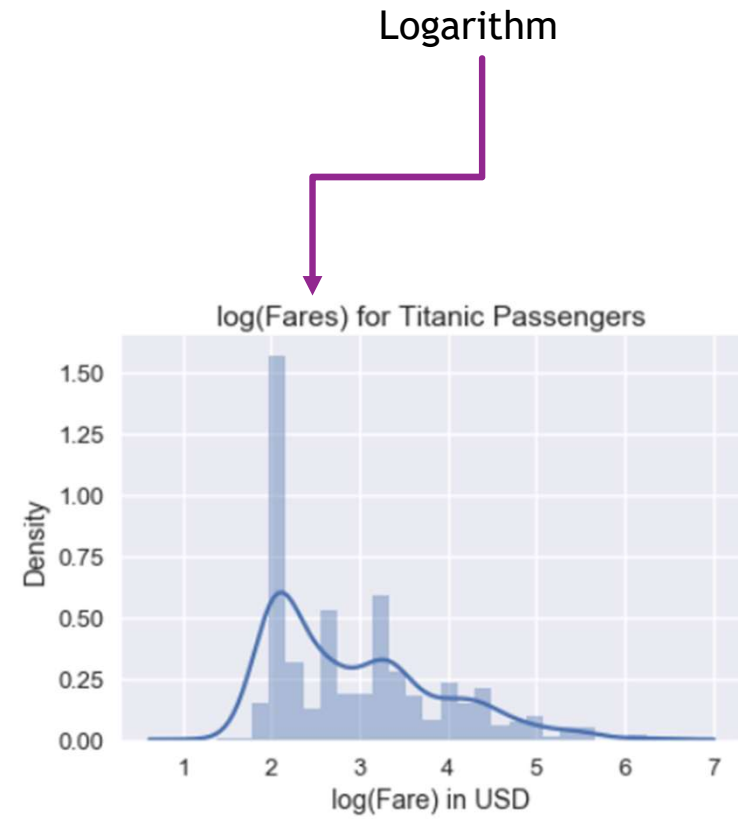 Logarithm
log(Fares) for Titanic Passengers
1.50
1.25
1.00
0.75
0.50
0.25
0.00
Density
1 2 3 4 5 6 7
log(Fare) in USD